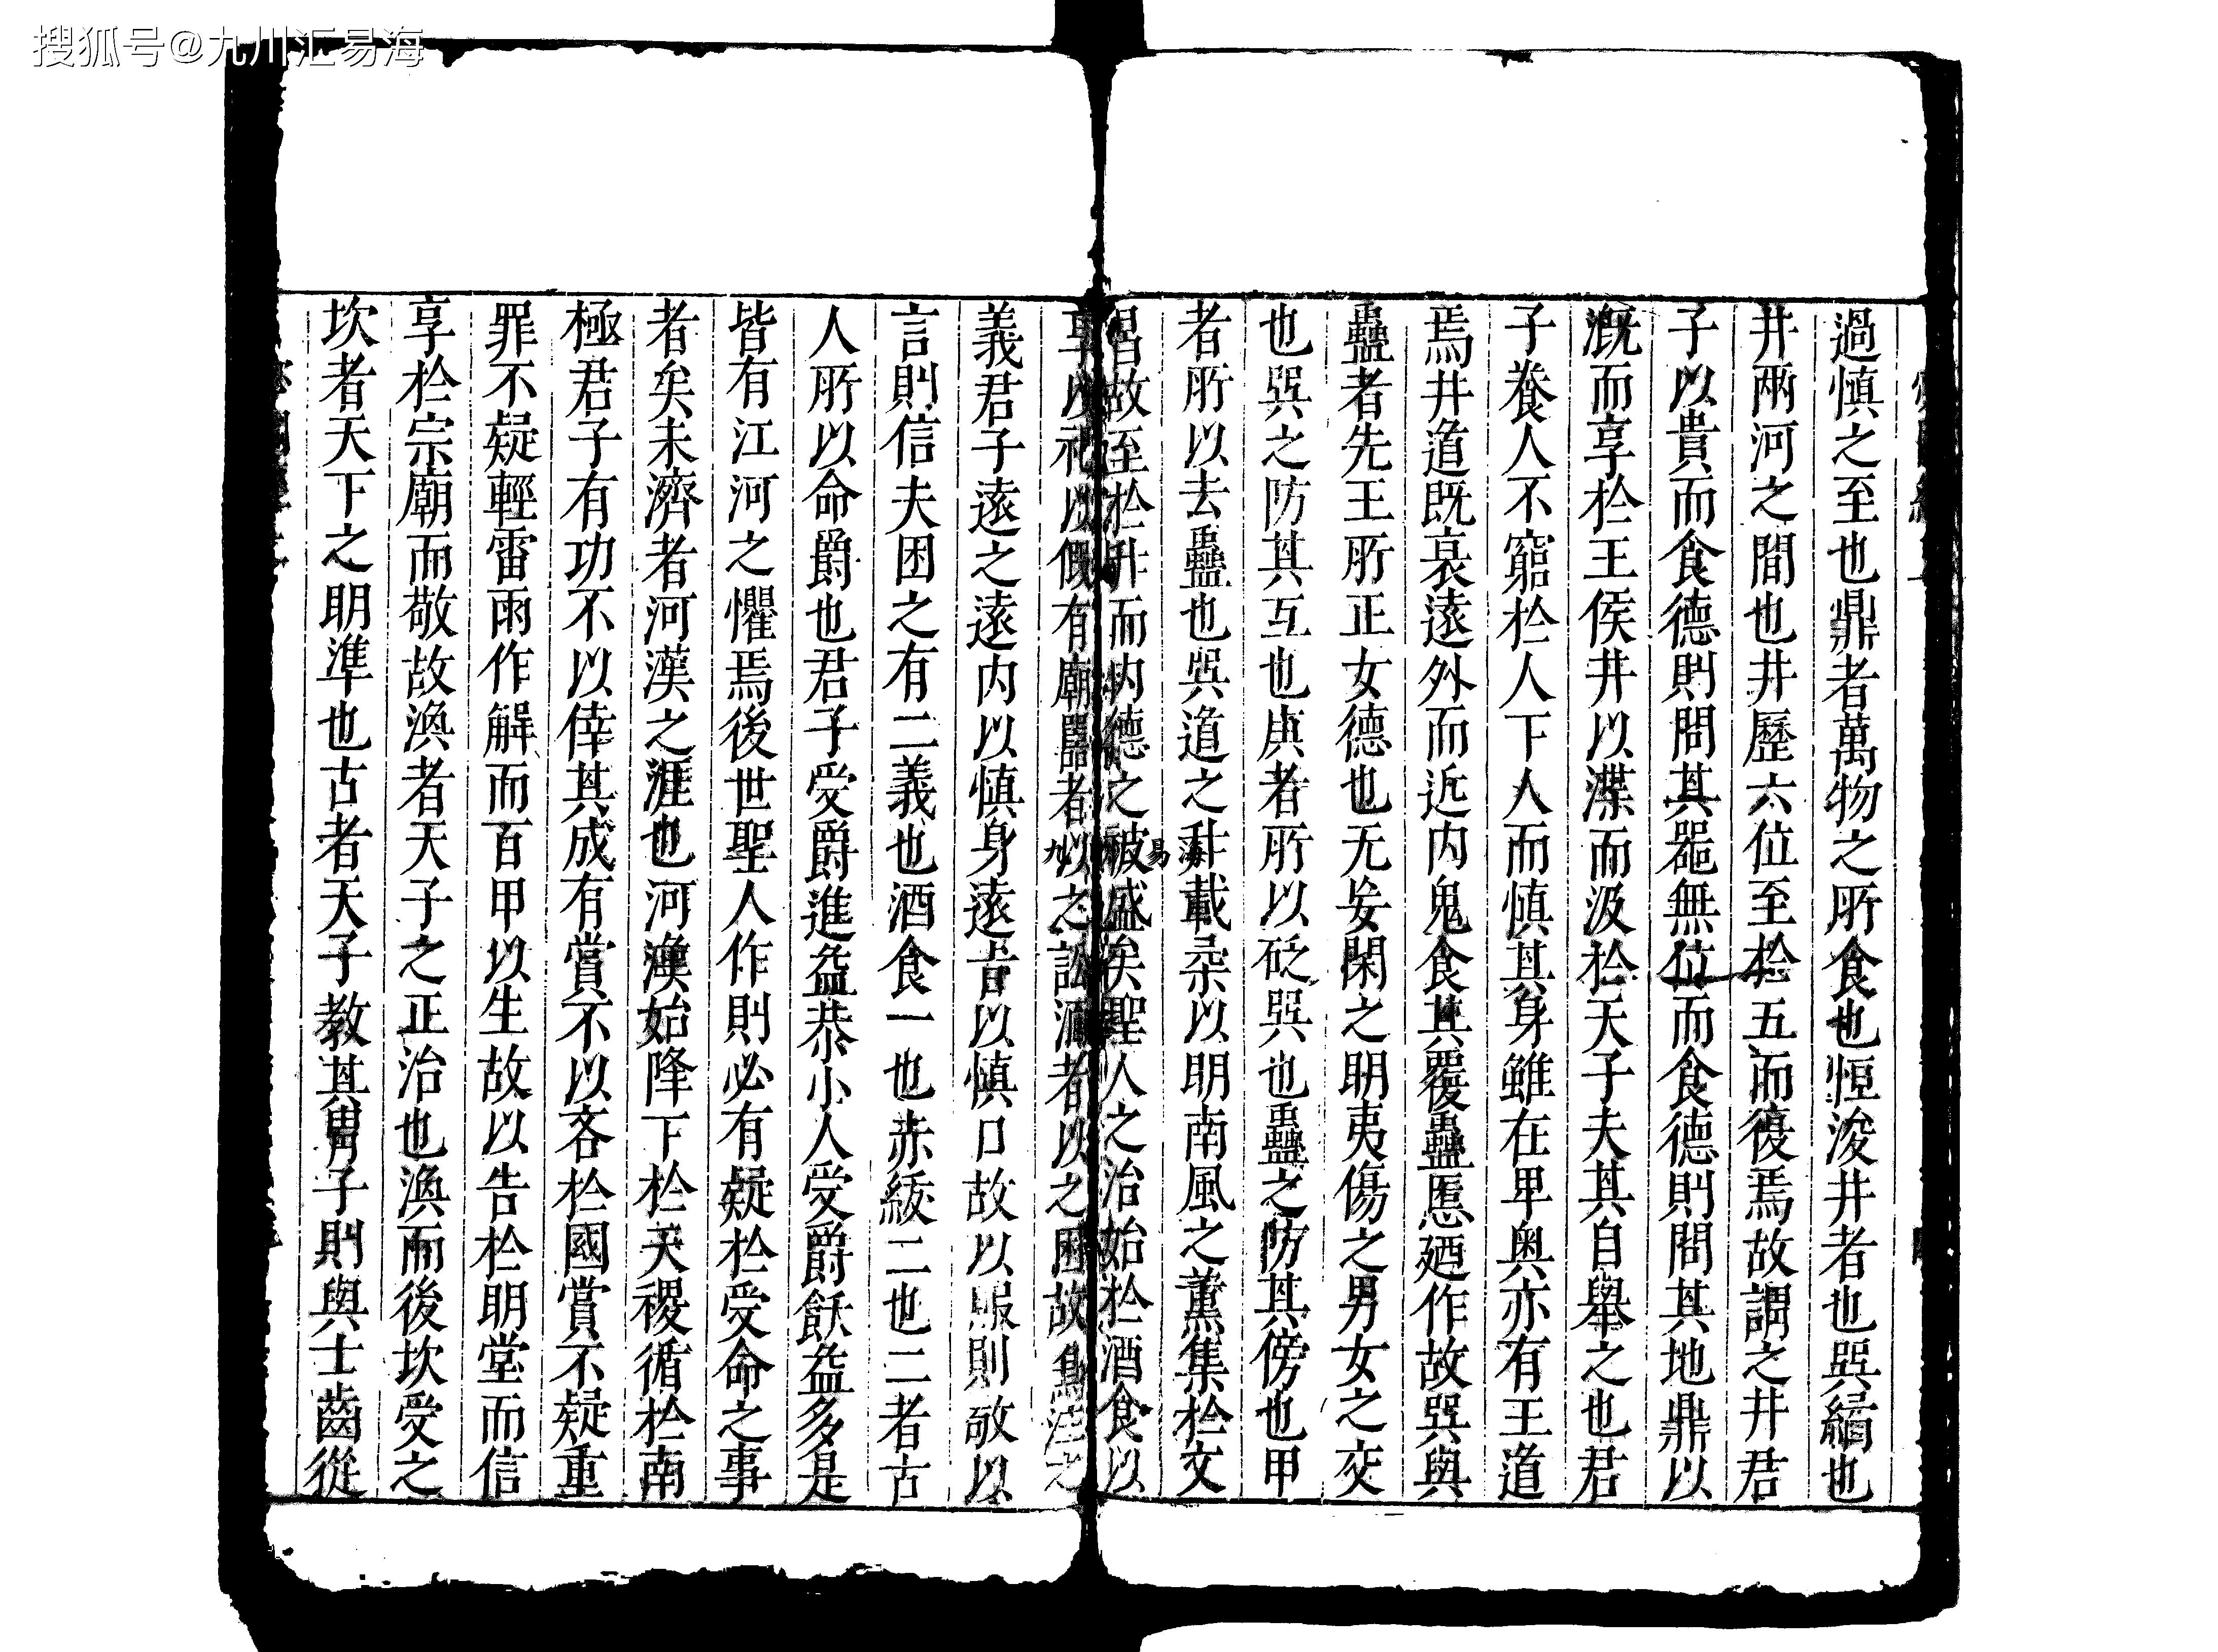 搜狐号@九川汇易海
過慎之至也鼎者萬物之所食也恒浚井者也巽繘也
井兩河之間也井歷六位至於五而復焉故謂之井君
子以貴而食德則問其器無位而食德則問其地鼎以
漑而享於王侯井以渫而汲於天子夫其自舉之也君
子養人不窮於人下人而慎其身雖在甲奧亦有王道
焉井道既衰遠外而近内鬼食其覆蠱慝廼作故巽與
蠱者先王所正女德也无妄閑之明夷傷之男女之交
也巽之防其互也庚者所以砭巽也蠱之防其傍也甲
者所以去蠱也巽道之升載朵以明南風之薰集於文
故至於升而内德之被盛矣聖人之治始於酒食以
以祀以假有廟噐者以之訟酒者以之困故
義君子遠之遠内以慎身遠言以慎口故以服則敬以
言則信夫困之有二義也酒食一也赤紱二也二者古
人所以命爵也君子受爵進益恭小人受爵飫益多是
皆有江河之懼焉後世聖人作則必有疑於受命之事
者矣未濟者河漢之涯也河漢始降下於天稷循於南
極君子有功不以倖其成有賞不以吝於國賞不疑重
罪不疑輕雷雨作解而百甲以生故以告於明堂而信
享於宗廟而敬故渙者天子之正治也渙而後坎受之
坎者天下之明準也古者天子教其胄子則與士齒從